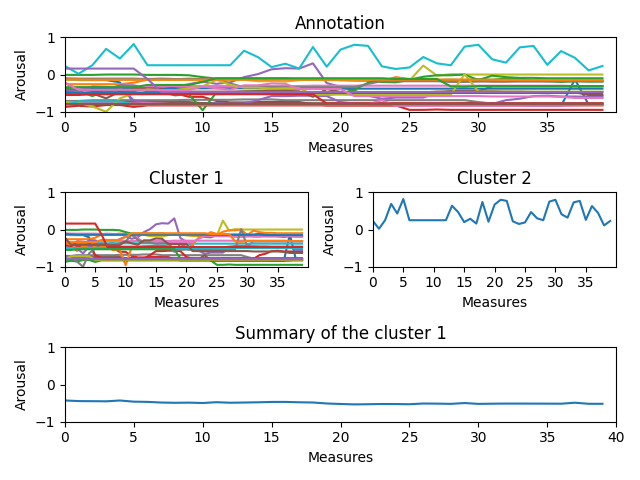 Annotation
Arousal
1
0
−1
0 5 10 15 20 25 30 35
Measures
Cluster 1
Arousal
1
0
−1
0 5 10 15 20 25 30 35
Measures
Cluster 2
Arousal
1
0
−1
0 5 10 15 20 25 30 35
Measures
Summary of the cluster 1
Arousal
1
0
−1
0 5 10 15 20 25 30 35 40
Measures